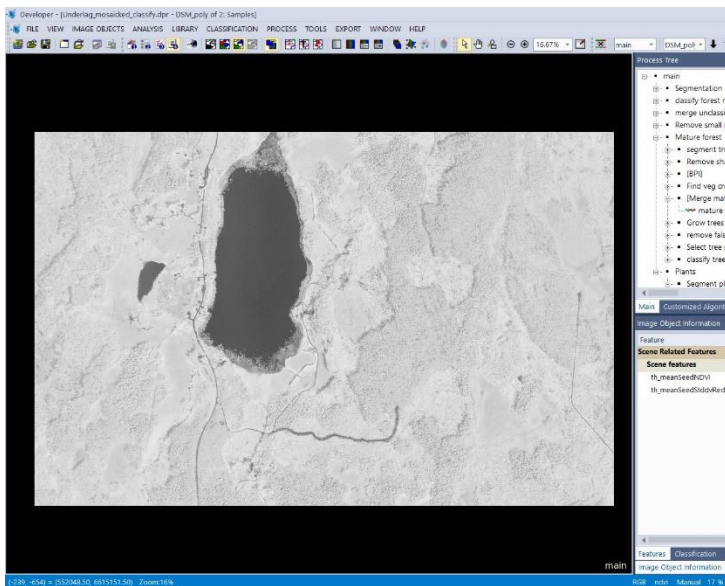 Developer - [Underlag_mosaicked_classify.dpr - DSM_poly of 2: Samples]
FILE VIEW IMAGE OBJECTS ANALYSIS LIBRARY CLASSIFICATION PROCESS TOOLS EXPORT WINDOW HELP
16.67% main DSM_pol
Process Tree
main
Segmentation
classify forest r
merge unclassi
Remove small
Mature forest
segment tr
Remove sh
[BPI]
Find veg cr
[Merge ma
mature
Grow trees
remove fals
Select tree
classify tree
Plants
Segment pl
Main Customized Algorit
Image Object Information
Feature
Scene Related Features
Scene features
th_meanSeedNDVI
th_meanSeedStddvRed
main
Features Classification
Image Object Information
(-239, -654) = (552048.50, 6615151.50) Zoom:16%
RGB ndvi Manual 17 %